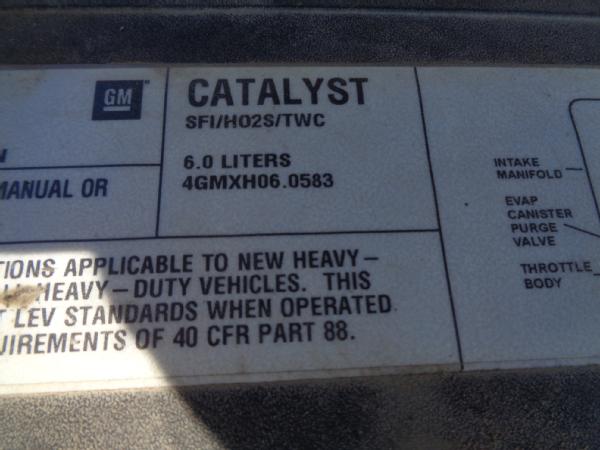 GM
CATALYST
SFI/HO2S/TWC
6.0 LITERS
4GMXH06.0583
MANUAL OR
TIONS APPLICABLE TO NEW HEAVY-
HEAVY-DUTY VEHICLES. THIS
LEV STANDARDS WHEN OPERATED
UIREMENTS OF 40 CFR PART 88.
INTAKE
MANIFOLD
EVAP
CANISTER
PURGE
VALVE
THROTTLE
BODY